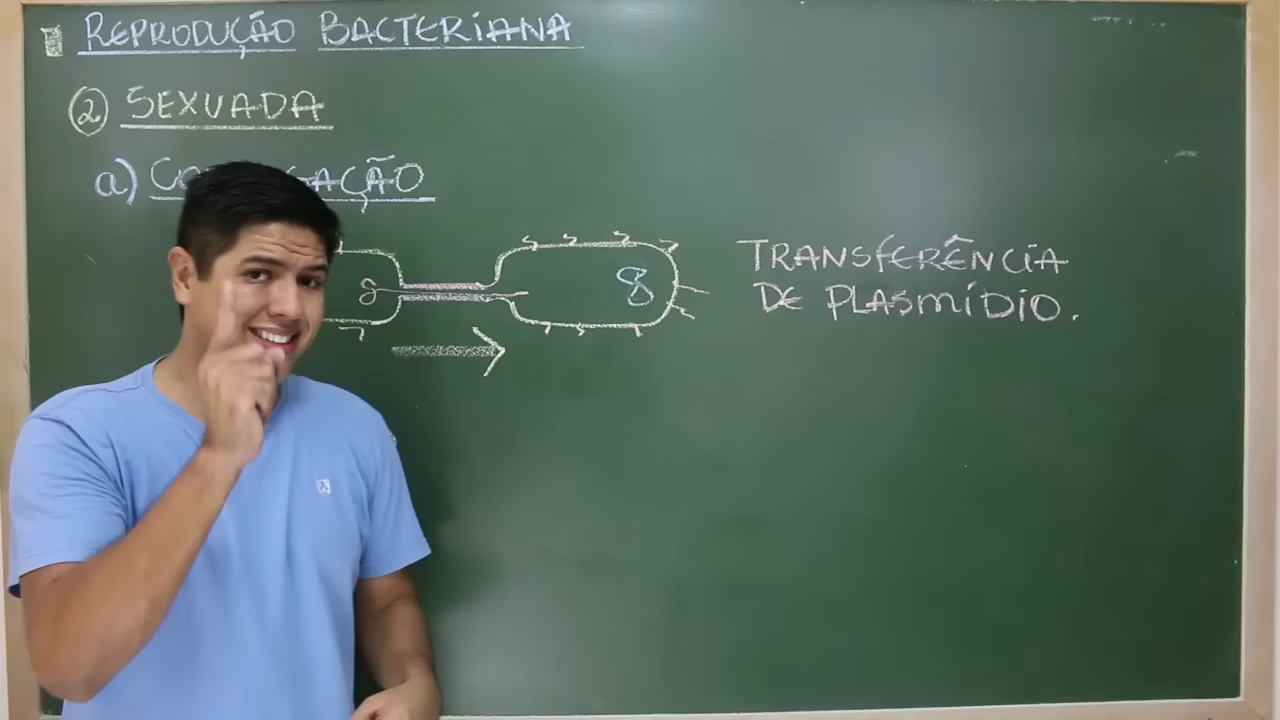 REPRODUÇÃO BACTERIANA
2 SEXUADA
a)
TRANSFERÊNCIA
DE PLASMÍDIO.